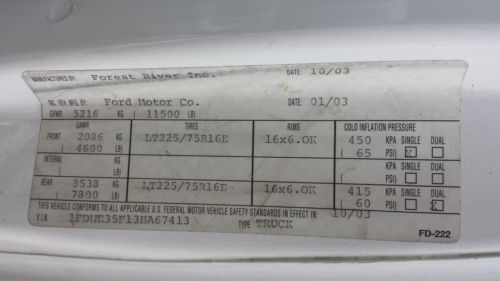 MANUFACTURED BY: Forest River Inc. DATE: 10/03
INC. VEH. MFG. BY: Ford Motor Co. DATE: 01/03
GVWR 5216 KG ( 11500 LB)
GAWR TIRES RIMS COLD INFLATION PRESSURE
FRONT 2086 KG LT225/75R16E 16x6.0K 450 KPA SINGLE DUAL
( 4600 LB) ( 65 PSI) X
INTERM( KG KPA SINGLE DUAL
( LB) ( PSI)
REAR 3538 KG LT225/75R16E 16x6.0K 415 KPA SINGLE DUAL
( 7800 LB) ( 60 PSI) X
THIS VEHICLE CONFORMS TO ALL APPLICABLE U.S. FEDERAL MOTOR VEHICLE SAFETY STANDARDS IN EFFECT IN: 10/03
V.I.N. 1FDWE35F13HA67413 TYPE TRUCK
FD-222